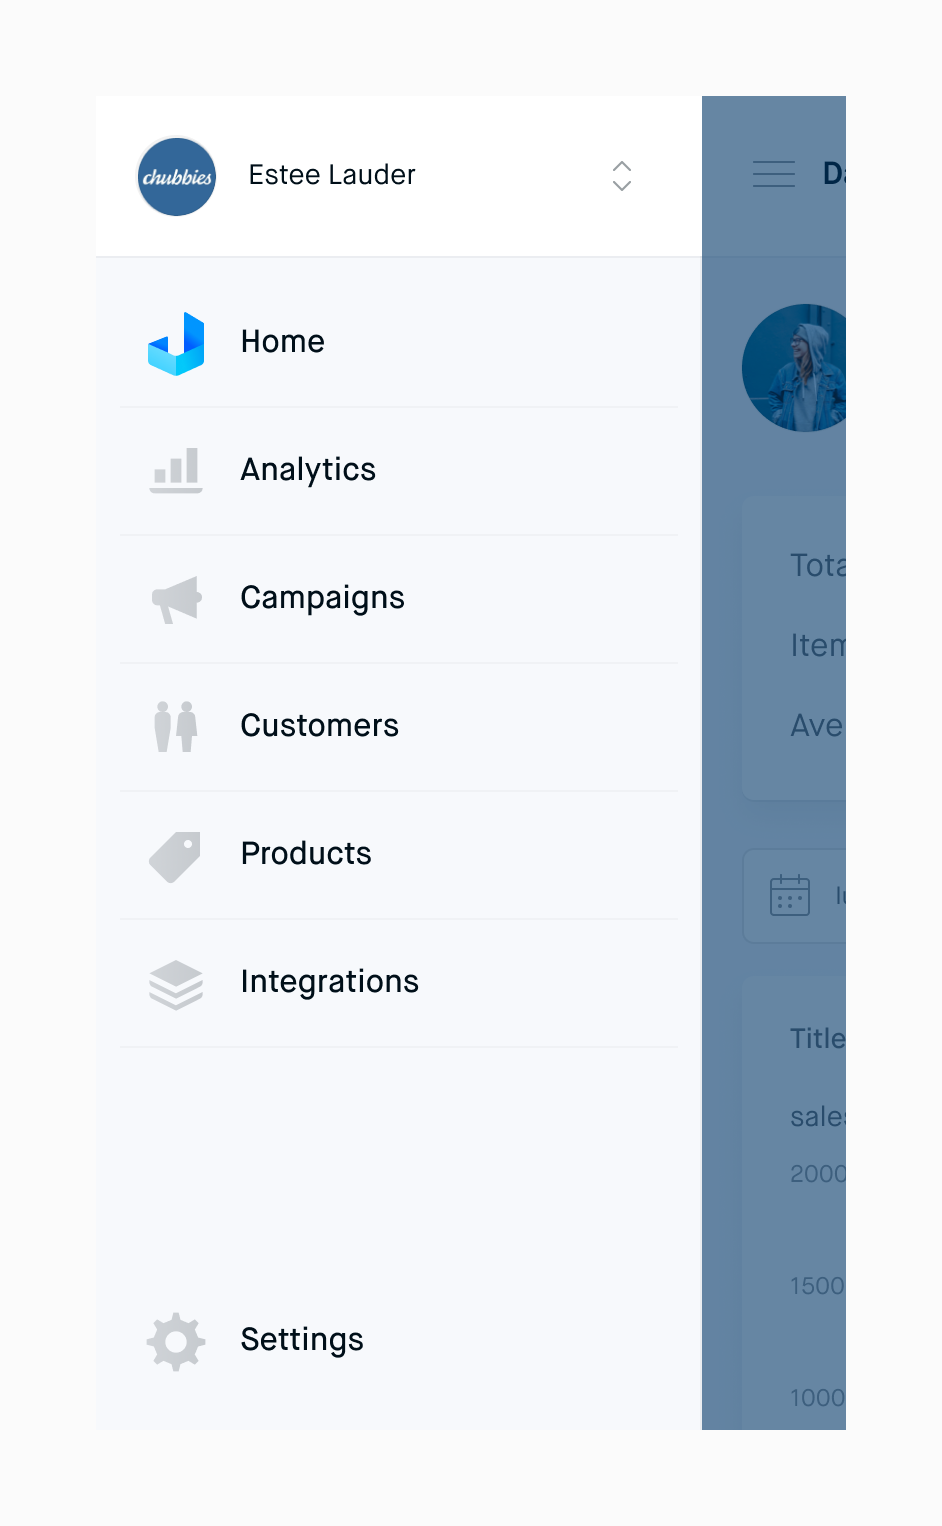 chubbies
Estee Lauder
Home
Analytics
Campaigns
Customers
Products
Integrations
Settings
Da
Tota
Item
Ave
Title
sales
2000
1500
1000